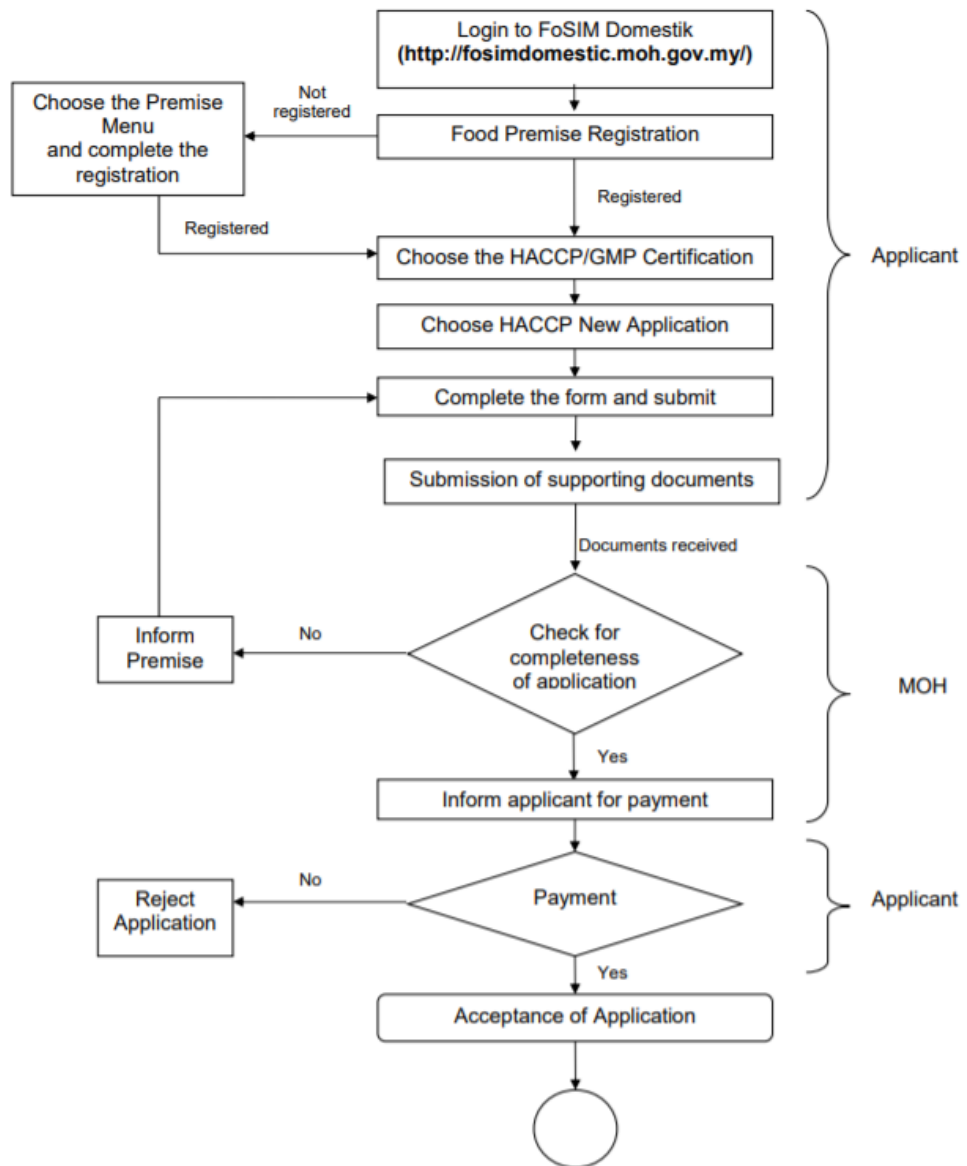 Login to FoSIM Domestik
(http://fosimdomestic.moh.gov.my/)
Not
registered
Choose the Premise
Menu
and complete the
registration
Food Premise Registration
Registered
Registered
Choose the HACCP/GMP Certification
Applicant
Choose HACCP New Application
Complete the form and submit
Submission of supporting documents
Documents received
No
Inform
Premise
Check for
completeness
of application
MOH
Yes
Inform applicant for payment
No
Reject
Application
Payment
Applicant
Yes
Acceptance of Application